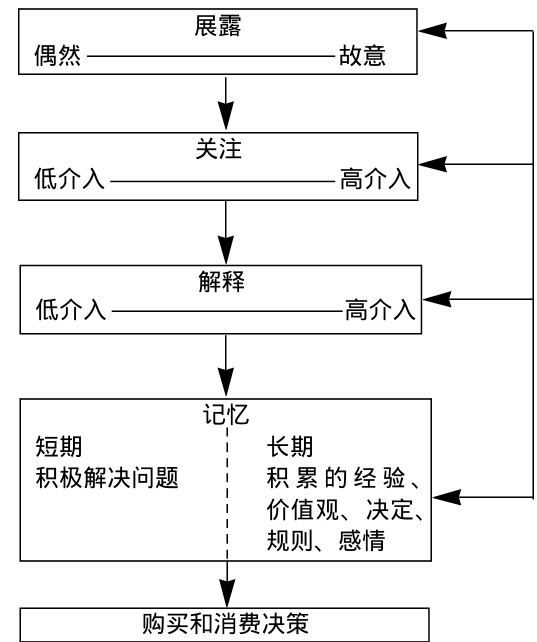 展露
偶然 故意
关注
低介入 高介入
解释
低介入 高介入
记忆
短期
积极解决问题
长期
积累的经验、
价值观、决定、
规则、感情
购买和消费决策